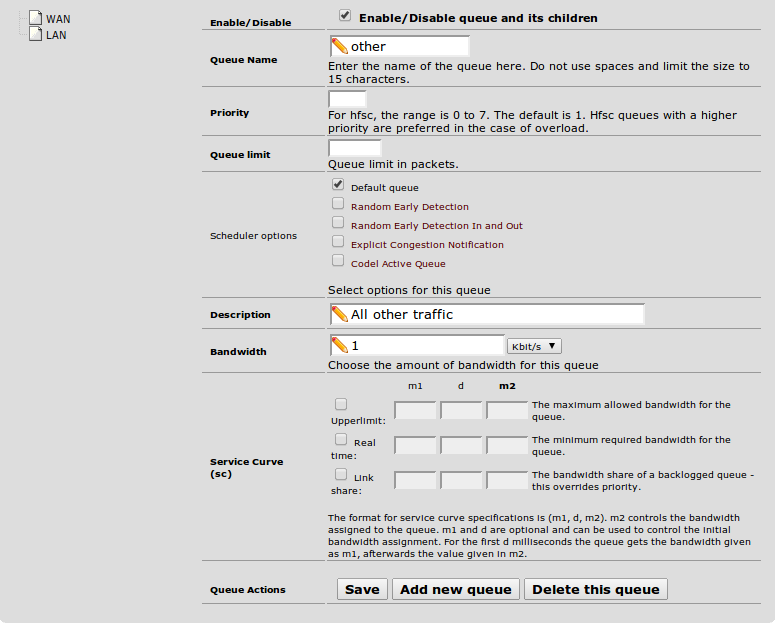 WAN
LAN
Enable/Disable
Enable/Disable queue and its children
Queue Name
other
Enter the name of the queue here. Do not use spaces and limit the size to
15 characters.
Priority
For hfsc, the range is 0 to 7. The default is 1. Hfsc queues with a higher
priority are preferred in the case of overload.
Queue limit
Queue limit in packets.
Scheduler options
Default queue
Random Early Detection
Random Early Detection In and Out
Explicit Congestion Notification
Codel Active Queue
Select options for this queue
Description
All other traffic
Bandwidth
1 Kbit/s
Choose the amount of bandwidth for this queue
Service Curve
(sc)
m1 d m2
Upperlimit:
The maximum allowed bandwidth for the
queue.
Real
time:
The minimum required bandwidth for the
queue.
Link
share:
The bandwidth share of a backlogged queue -
this overrides priority.
The format for service curve specifications is (m1, d, m2). m2 controls the bandwidth
assigned to the queue. m1 and d are optional and can be used to control the initial
bandwidth assignment. For the first d milliseconds the queue gets the bandwidth given
as m1, afterwards the value given in m2.
Queue Actions
Save Add new queue Delete this queue